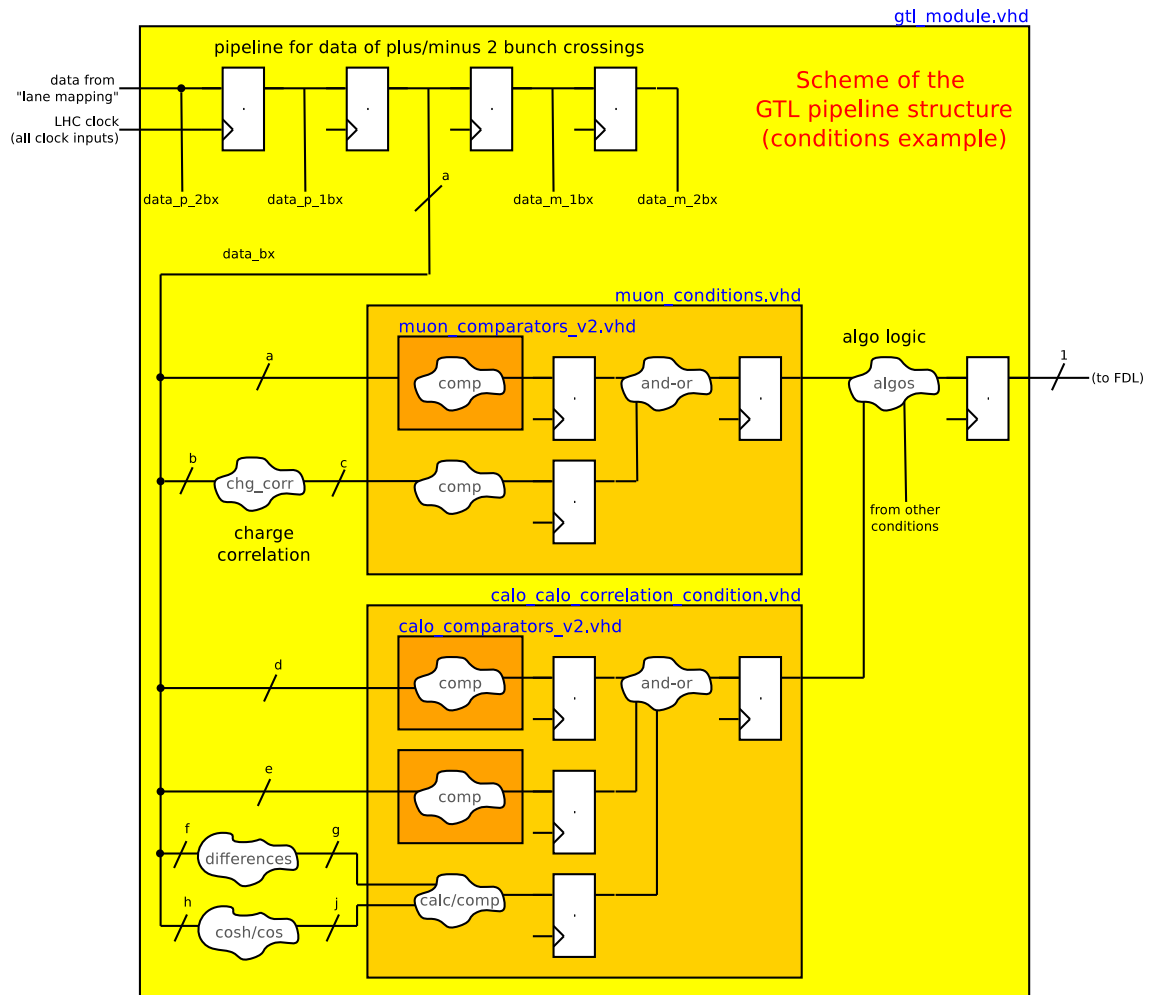 gtl_module.vhd
pipeline for data of plus/minus 2 bunch crossings
data from
"lane mapping"
LHC clock
(all clock inputs)
Scheme of the
GTL pipeline structure
(conditions example)
a
data_p_2bx
data_p_1bx
data_m_1bx
data_m_2bx
data_bx
muon_conditions.vhd
muon_comparators_v2.vhd
algo logic
a
comp
and-or
algos
1
(to FDL)
b
chg_corr
c
comp
charge
correlation
from other
conditions
calo_calo_correlation_condition.vhd
calo_comparators_v2.vhd
d
comp
and-or
e
comp
f
differences
g
calc/comp
h
cosh/cos
j